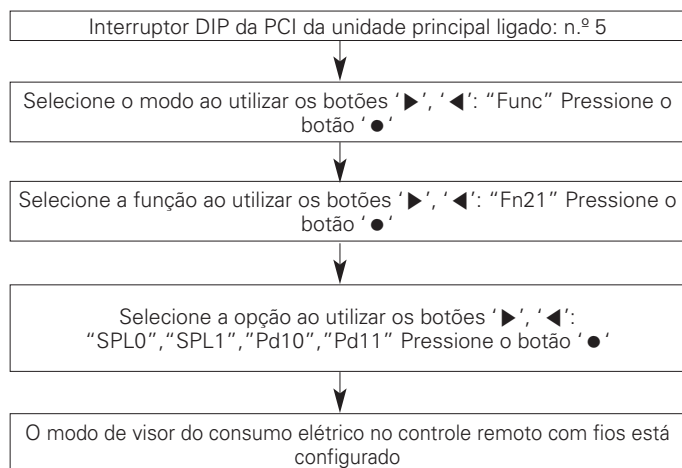 Interruptor DIP da PCI da unidade principal ligado: n.º 5
Selecione o modo ao utilizar os botões ‘▶’, ‘◀’: “Func” Pressione o
botão ‘●‘
Selecione a função ao utilizar os botões ‘▶’, ‘◀’: “Fn21” Pressione o
botão ‘●‘
Selecione a opção ao utilizar os botões ‘▶’, ‘◀’:
“SPL0”,“SPL1”,”Pd10”,”Pd11” Pressione o botão ‘●‘
O modo de visor do consumo elétrico no controle remoto com fios está
configurado